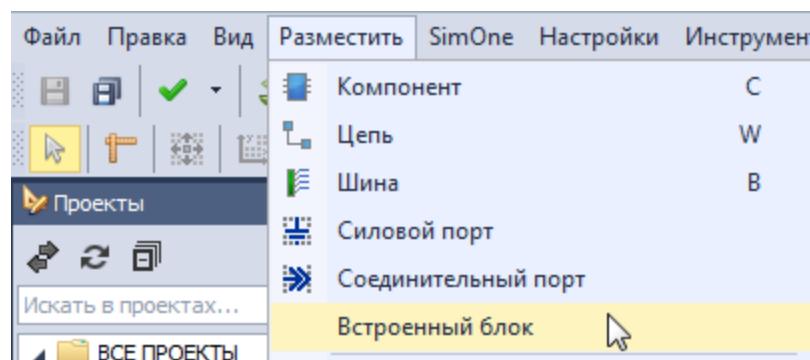 Файл Правка Вид Разместить SimOne Настройки Инструмен
Компонент C
Цепь W
Шина B
Проекты
Силовой порт
Соединительный порт
Искать в проектах...
Встроенный блок
ВСЕ ПРОЕКТЫ